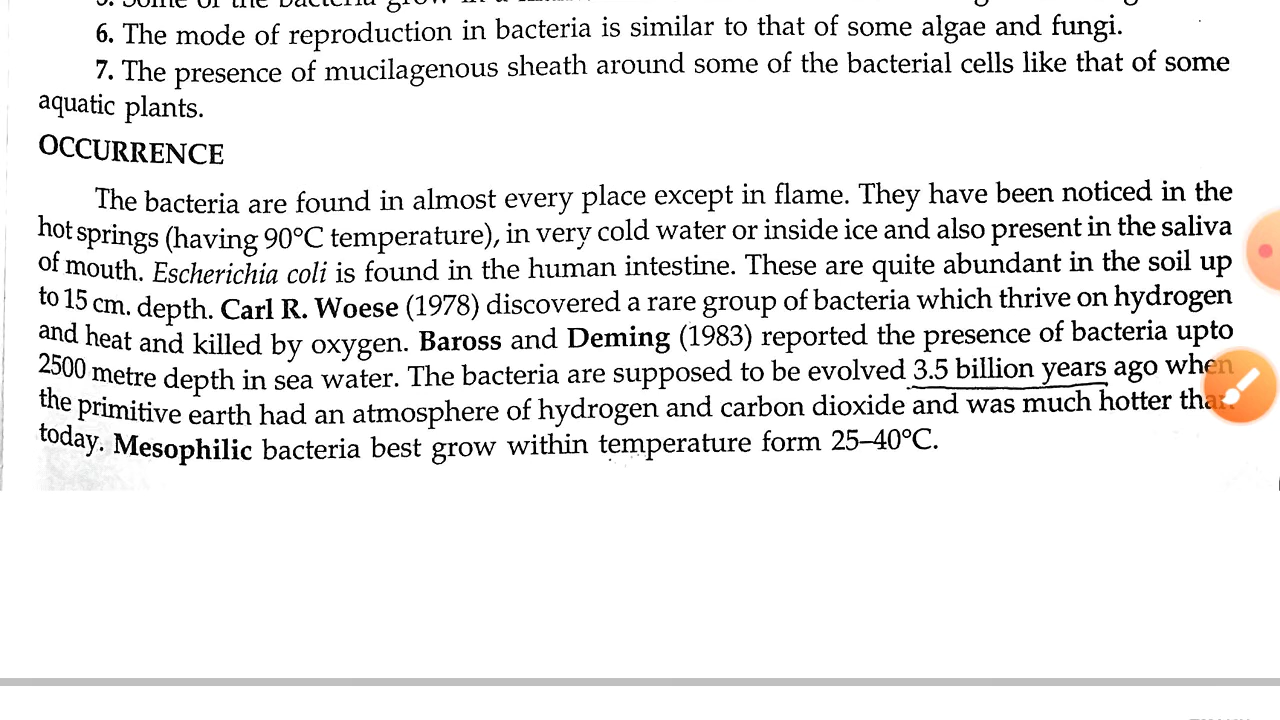 6. The mode of reproduction in bacteria is similar to that of some algae and fungi.
7. The presence of mucilagenous sheath around some of the bacterial cells like that of some
aquatic plants.
OCCURRENCE
The bacteria are found in almost every place except in flame. They have been noticed in the
hot springs (having 90°C temperature), in very cold water or inside ice and also present in the saliva
of mouth. Escherichia coli is found in the human intestine. These are quite abundant in the soil up
to 15 cm. depth. Carl R. Woese (1978) discovered a rare group of bacteria which thrive on hydrogen
and heat and killed by oxygen. Baross and Deming (1983) reported the presence of bacteria upto
2500 metre depth in sea water. The bacteria are supposed to be evolved 3.5 billion years ago when
the primitive earth had an atmosphere of hydrogen and carbon dioxide and was much hotter than
today. Mesophilic bacteria best grow within temperature form 25–40°C.